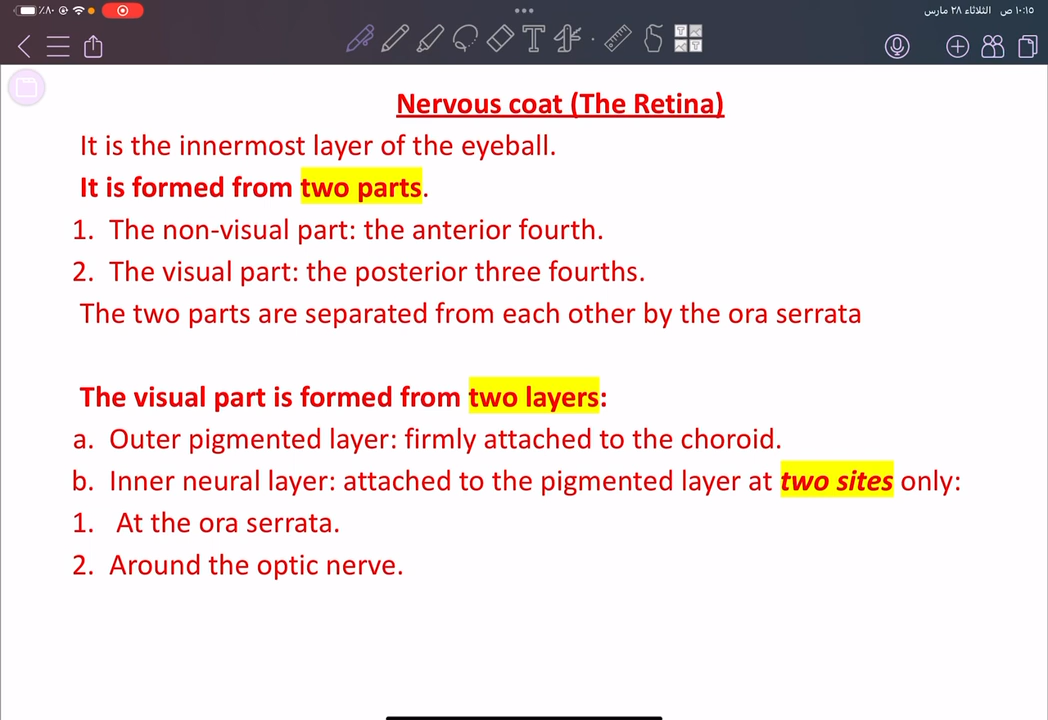 ٪٨٠ ١٠:١٥ ص الثلاثاء ٢٨ مارس
Nervous coat (The Retina)
It is the innermost layer of the eyeball.
It is formed from two parts.
1. The non-visual part: the anterior fourth.
2. The visual part: the posterior three fourths.
The two parts are separated from each other by the ora serrata
The visual part is formed from two layers:
a. Outer pigmented layer: firmly attached to the choroid.
b. Inner neural layer: attached to the pigmented layer at two sites only:
1. At the ora serrata.
2. Around the optic nerve.